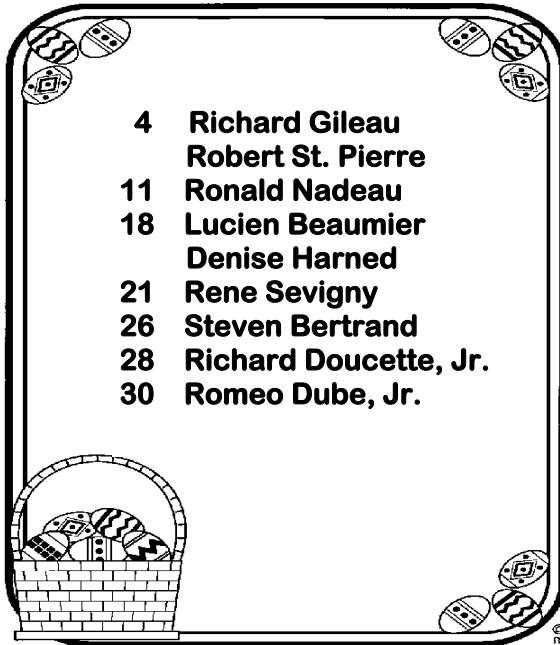 4 Richard Gileau
Robert St. Pierre
11 Ronald Nadeau
18 Lucien Beaumier
Denise Harned
21 Rene Sevigny
26 Steven Bertrand
28 Richard Doucette, Jr.
30 Romeo Dube, Jr.
©